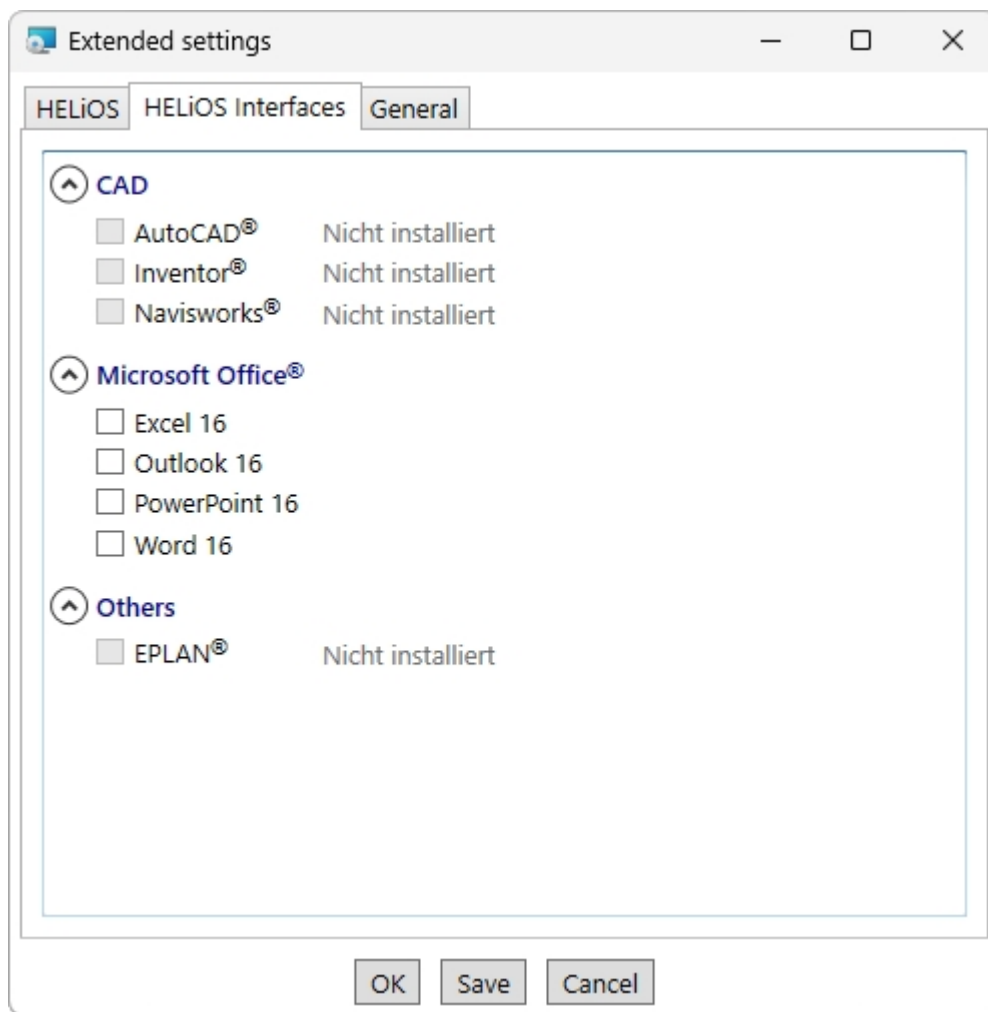 Extended settings
HELiOS HELiOS Interfaces General
CAD
AutoCAD® Nicht installiert
Inventor® Nicht installiert
Navisworks® Nicht installiert
Microsoft Office®
Excel 16
Outlook 16
PowerPoint 16
Word 16
Others
EPLAN® Nicht installiert
OK Save Cancel